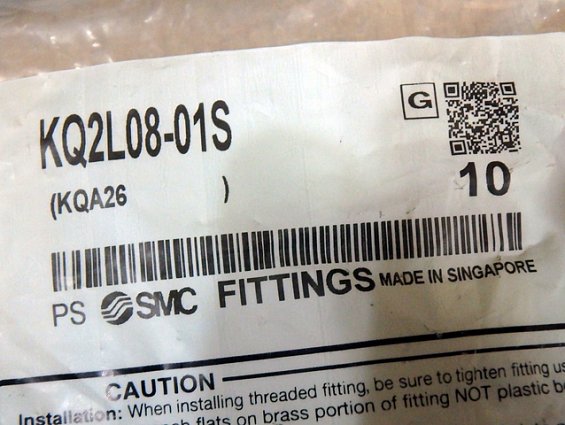 KQ2L08-01S
G
(KQA26 )
10
PS SMC FITTINGS MADE IN SINGAPORE
CAUTION
Installation: When installing threaded fitting, be sure to tighten fitting
flats on brass portion of fitting NOT plastic